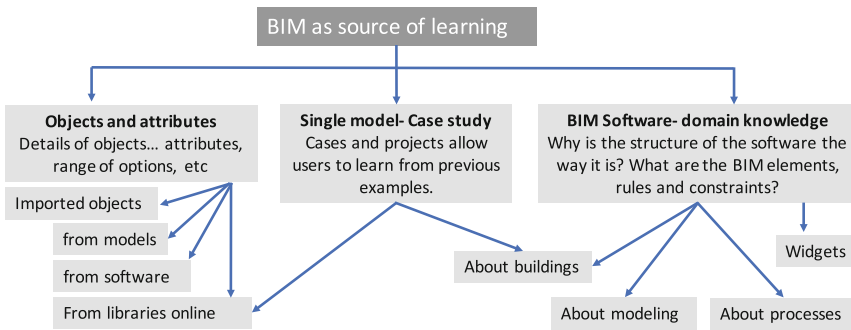 BIM as source of learning
Objects and attributes
Details of objects... attributes,
range of options, etc
Single model- Case study
Cases and projects allow
users to learn from previous
examples.
BIM Software- domain knowledge
Why is the structure of the software the
way it is? What are the BIM elements,
rules and constraints?
Imported objects
from models
from software
From libraries online
About buildings
Widgets
About modeling
About processes